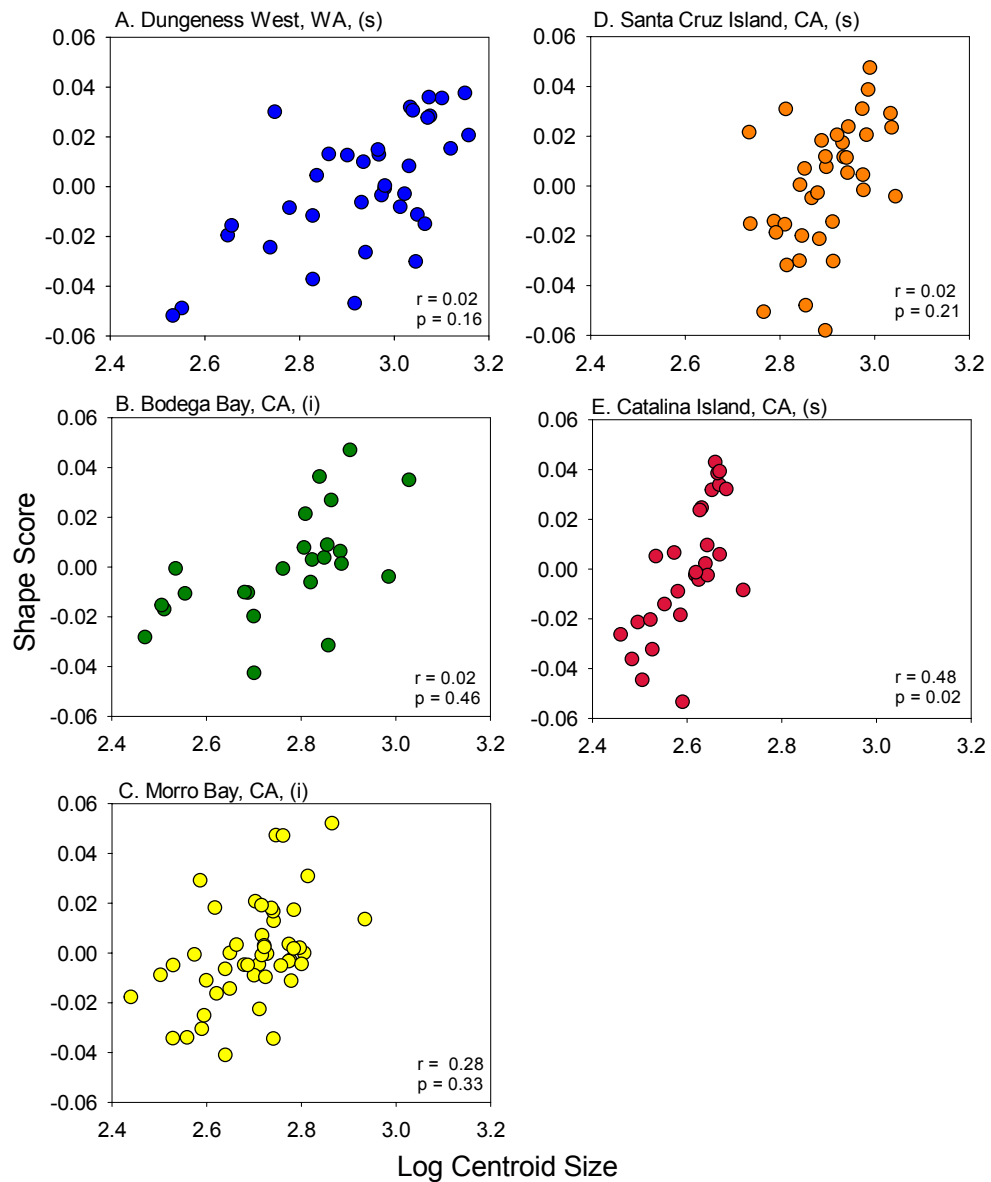 A. Dungeness West, WA, (s)
0.06
0.04
0.02
0.00
-0.02
-0.04
-0.06
r = 0.02
p = 0.16
2.4 2.6 2.8 3.0 3.2
D. Santa Cruz Island, CA, (s)
0.06
0.04
0.02
0.00
-0.02
-0.04
-0.06
r = 0.02
p = 0.21
2.4 2.6 2.8 3.0 3.2
B. Bodega Bay, CA, (i)
0.06
0.04
0.02
0.00
-0.02
-0.04
-0.06
r = 0.02
p = 0.46
2.4 2.6 2.8 3.0 3.2
Shape Score
E. Catalina Island, CA, (s)
0.06
0.04
0.02
0.00
-0.02
-0.04
-0.06
r = 0.48
p = 0.02
2.4 2.6 2.8 3.0 3.2
C. Morro Bay, CA, (i)
0.06
0.04
0.02
0.00
-0.02
-0.04
-0.06
r =  0.28
p = 0.33
2.4 2.6 2.8 3.0 3.2
Log Centroid Size